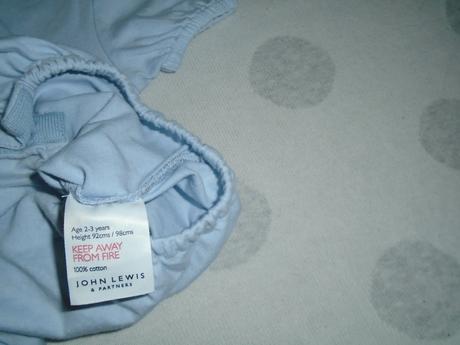 Age 2-3 years
Height 92cms / 98cms
KEEP AWAY
FROM FIRE
100% cotton
JOHN LEWIS
& PARTNERS